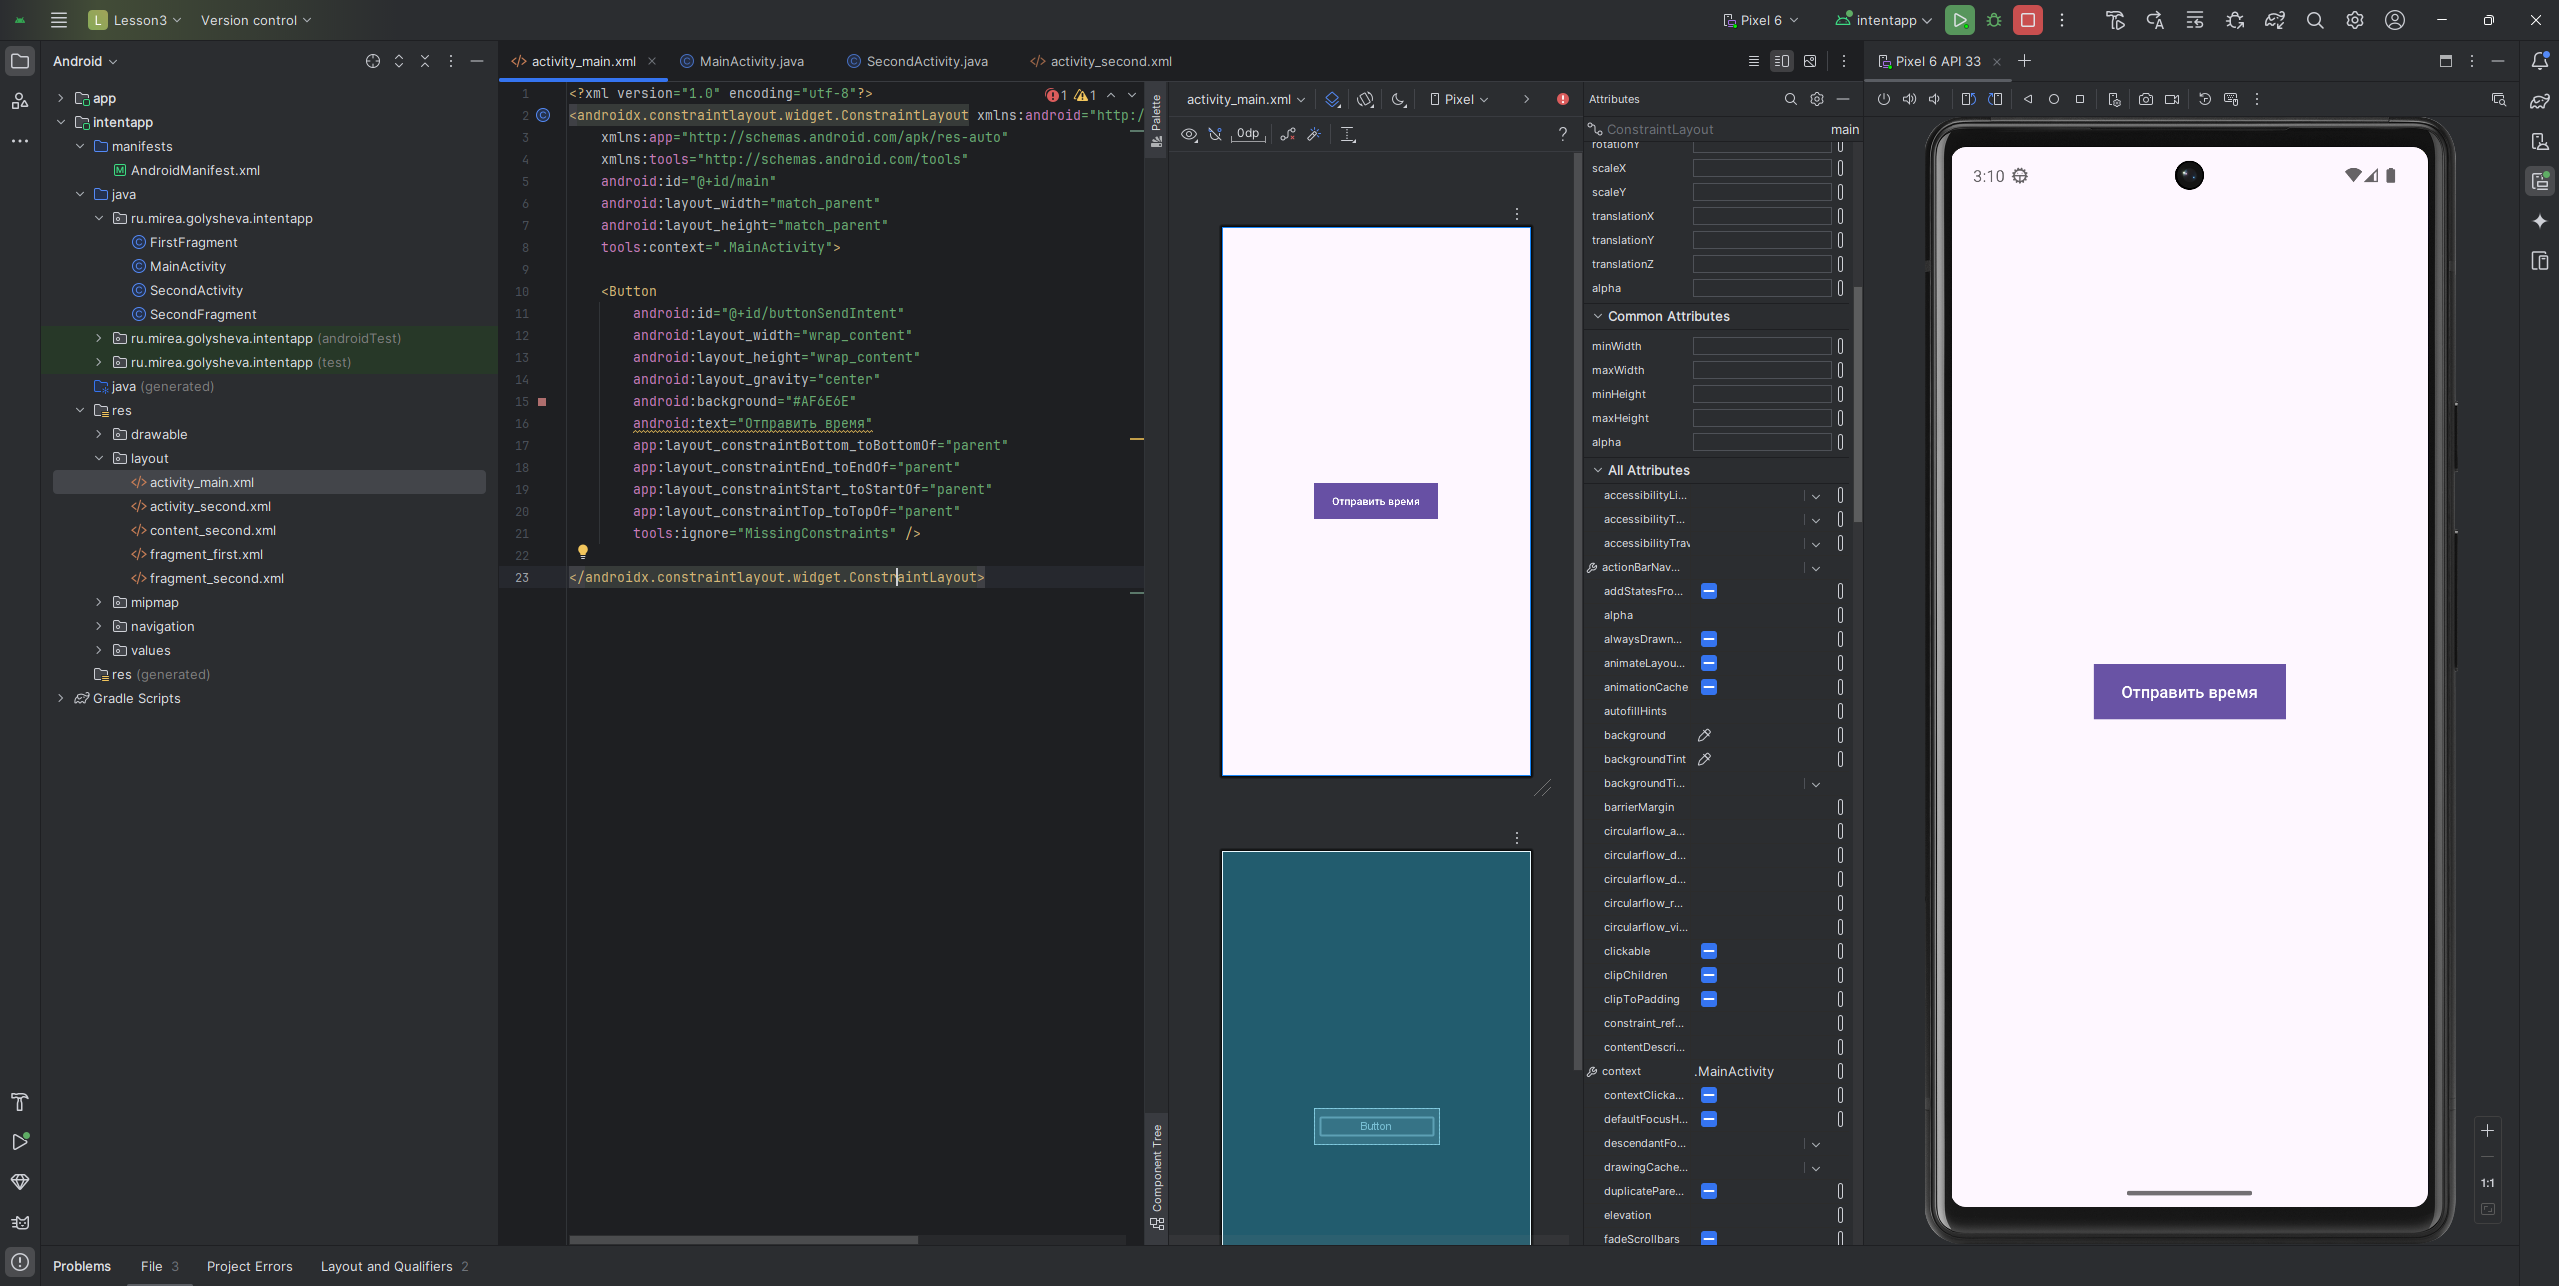 L Lesson3 Version control Pixel 6 intentapp
Android
app
intentapp
manifests
AndroidManifest.xml
java
ru.mirea.golysheva.intentapp
FirstFragment
MainActivity
SecondActivity
SecondFragment
ru.mirea.golysheva.intentapp (androidTest)
ru.mirea.golysheva.intentapp (test)
java (generated)
res
drawable
layout
activity_main.xml
activity_second.xml
content_second.xml
fragment_first.xml
fragment_second.xml
mipmap
navigation
values
res (generated)
Gradle Scripts
activity_main.xml MainActivity.java SecondActivity.java activity_second.xml
1 <?xml version="1.0" encoding="utf-8"?> 1 1
2 <androidx.constraintlayout.widget.ConstraintLayout xmlns:android="http:/
3 xmlns:app="http://schemas.android.com/apk/res-auto"
4 xmlns:tools="http://schemas.android.com/tools"
5 android:id="@+id/main"
6 android:layout_width="match_parent"
7 android:layout_height="match_parent"
8 tools:context=".MainActivity">
9
10 <Button
11 android:id="@+id/buttonSendIntent"
12 android:layout_width="wrap_content"
13 android:layout_height="wrap_content"
14 android:layout_gravity="center"
15 android:background="#AF6E6E"
16 android:text="Отправить время"
17 app:layout_constraintBottom_toBottomOf="parent"
18 app:layout_constraintEnd_toEndOf="parent"
19 app:layout_constraintStart_toStartOf="parent"
20 app:layout_constraintTop_toTopOf="parent"
21 tools:ignore="MissingConstraints" />
22
23 </androidx.constraintlayout.widget.ConstraintLayout>
Palette
Component Tree
activity_main.xml Pixel
0dp ?
Отправить время
Button
Attributes
ConstraintLayout main
rotationY
scaleX
scaleY
translationX
translationY
translationZ
alpha
Common Attributes
minWidth
maxWidth
minHeight
maxHeight
alpha
All Attributes
accessibilityLi...
accessibilityT...
accessibilityTrav
actionBarNav...
addStatesFro...
alpha
alwaysDrawn...
animateLayou...
animationCache
autofillHints
background
backgroundTint
backgroundTi...
barrierMargin
circularflow_a...
circularflow_d...
circularflow_d...
circularflow_r...
circularflow_vi...
clickable
clipChildren
clipToPadding
constraint_ref...
contentDescri...
context .MainActivity
contextClicka...
defaultFocusH...
descendantFo...
drawingCache...
duplicatePare...
elevation
fadeScrollbars
Pixel 6 API 33
3:10
Отправить время
1:1
Problems File 3 Project Errors Layout and Qualifiers 2